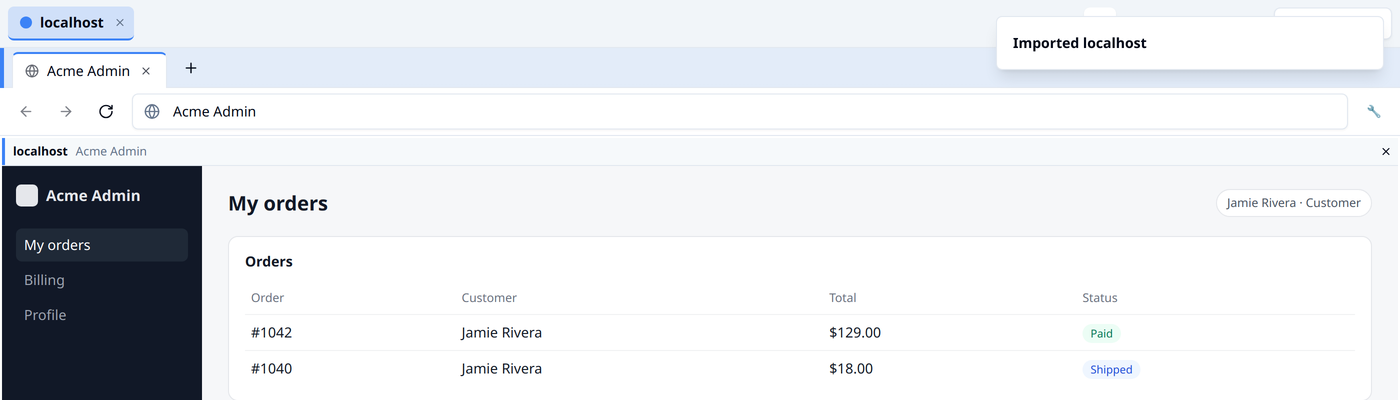 localhost
Imported localhost
Acme Admin
Acme Admin
localhost Acme Admin
Acme Admin
My orders
Billing
Profile
My orders
Jamie Rivera · Customer
Orders
Order Customer Total Status
#1042 Jamie Rivera $129.00 Paid
#1040 Jamie Rivera $18.00 Shipped